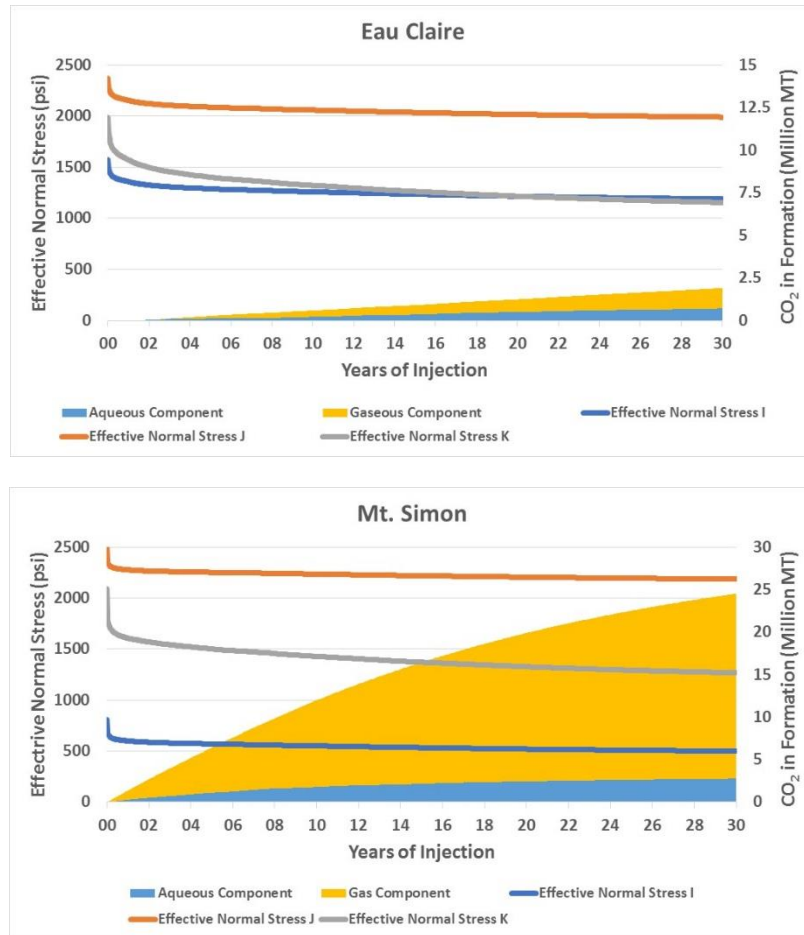 Eau Claire
Effective Normal Stress (psi)
2500
2000
1500
1000
500
0
15
12.5
10
7.5
5
2.5
0
CO2 in Formation (Million MT)
00 02 04 06 08 10 12 14 16 18 20 22 24 26 28 30
Years of Injection
Aqueous Component Gaseous Component Effective Normal Stress I
Effective Normal Stress J Effective Normal Stress K
Mt. Simon
Effectrive Normal Stress (psi)
2500
2000
1500
1000
500
0
30
25
20
15
10
5
0
CO2 in Formation (Million MT)
00 02 04 06 08 10 12 14 16 18 20 22 24 26 28 30
Years of Injection
Aqueous Component Gas Component Effective Normal Stress I
Effective Normal Stress J Effective Normal Stress K